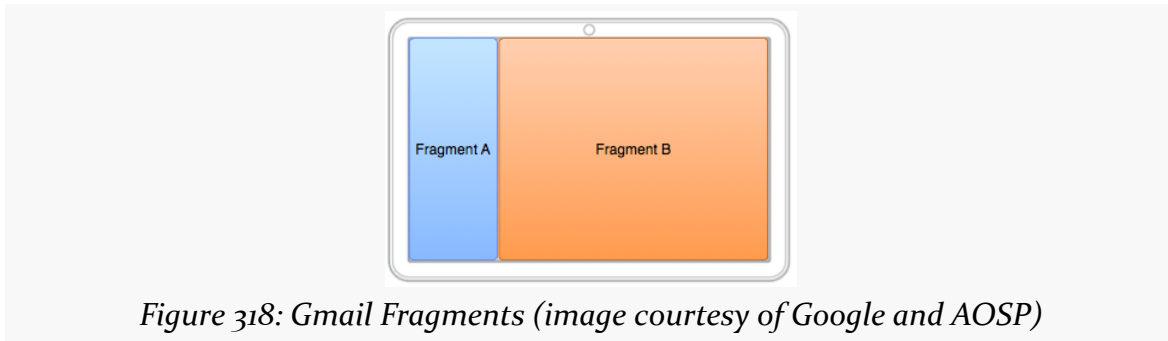 Fragment A
Fragment B
Figure 318: Gmail Fragments (image courtesy of Google and AOSP)